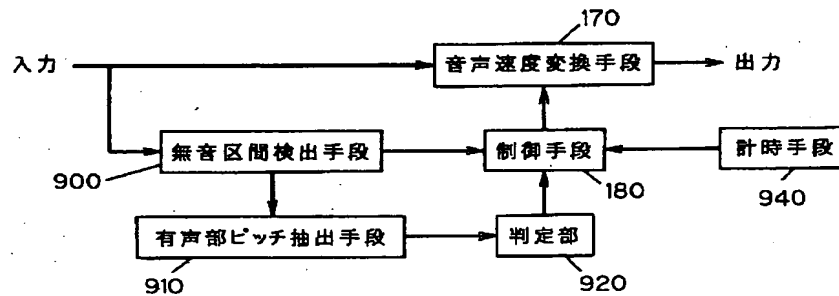 170
入力
音声速度変換手段
出力
無音区間検出手段
制御手段
計時手段
900
180
940
有声部ピッチ抽出手段
判定部
910
920